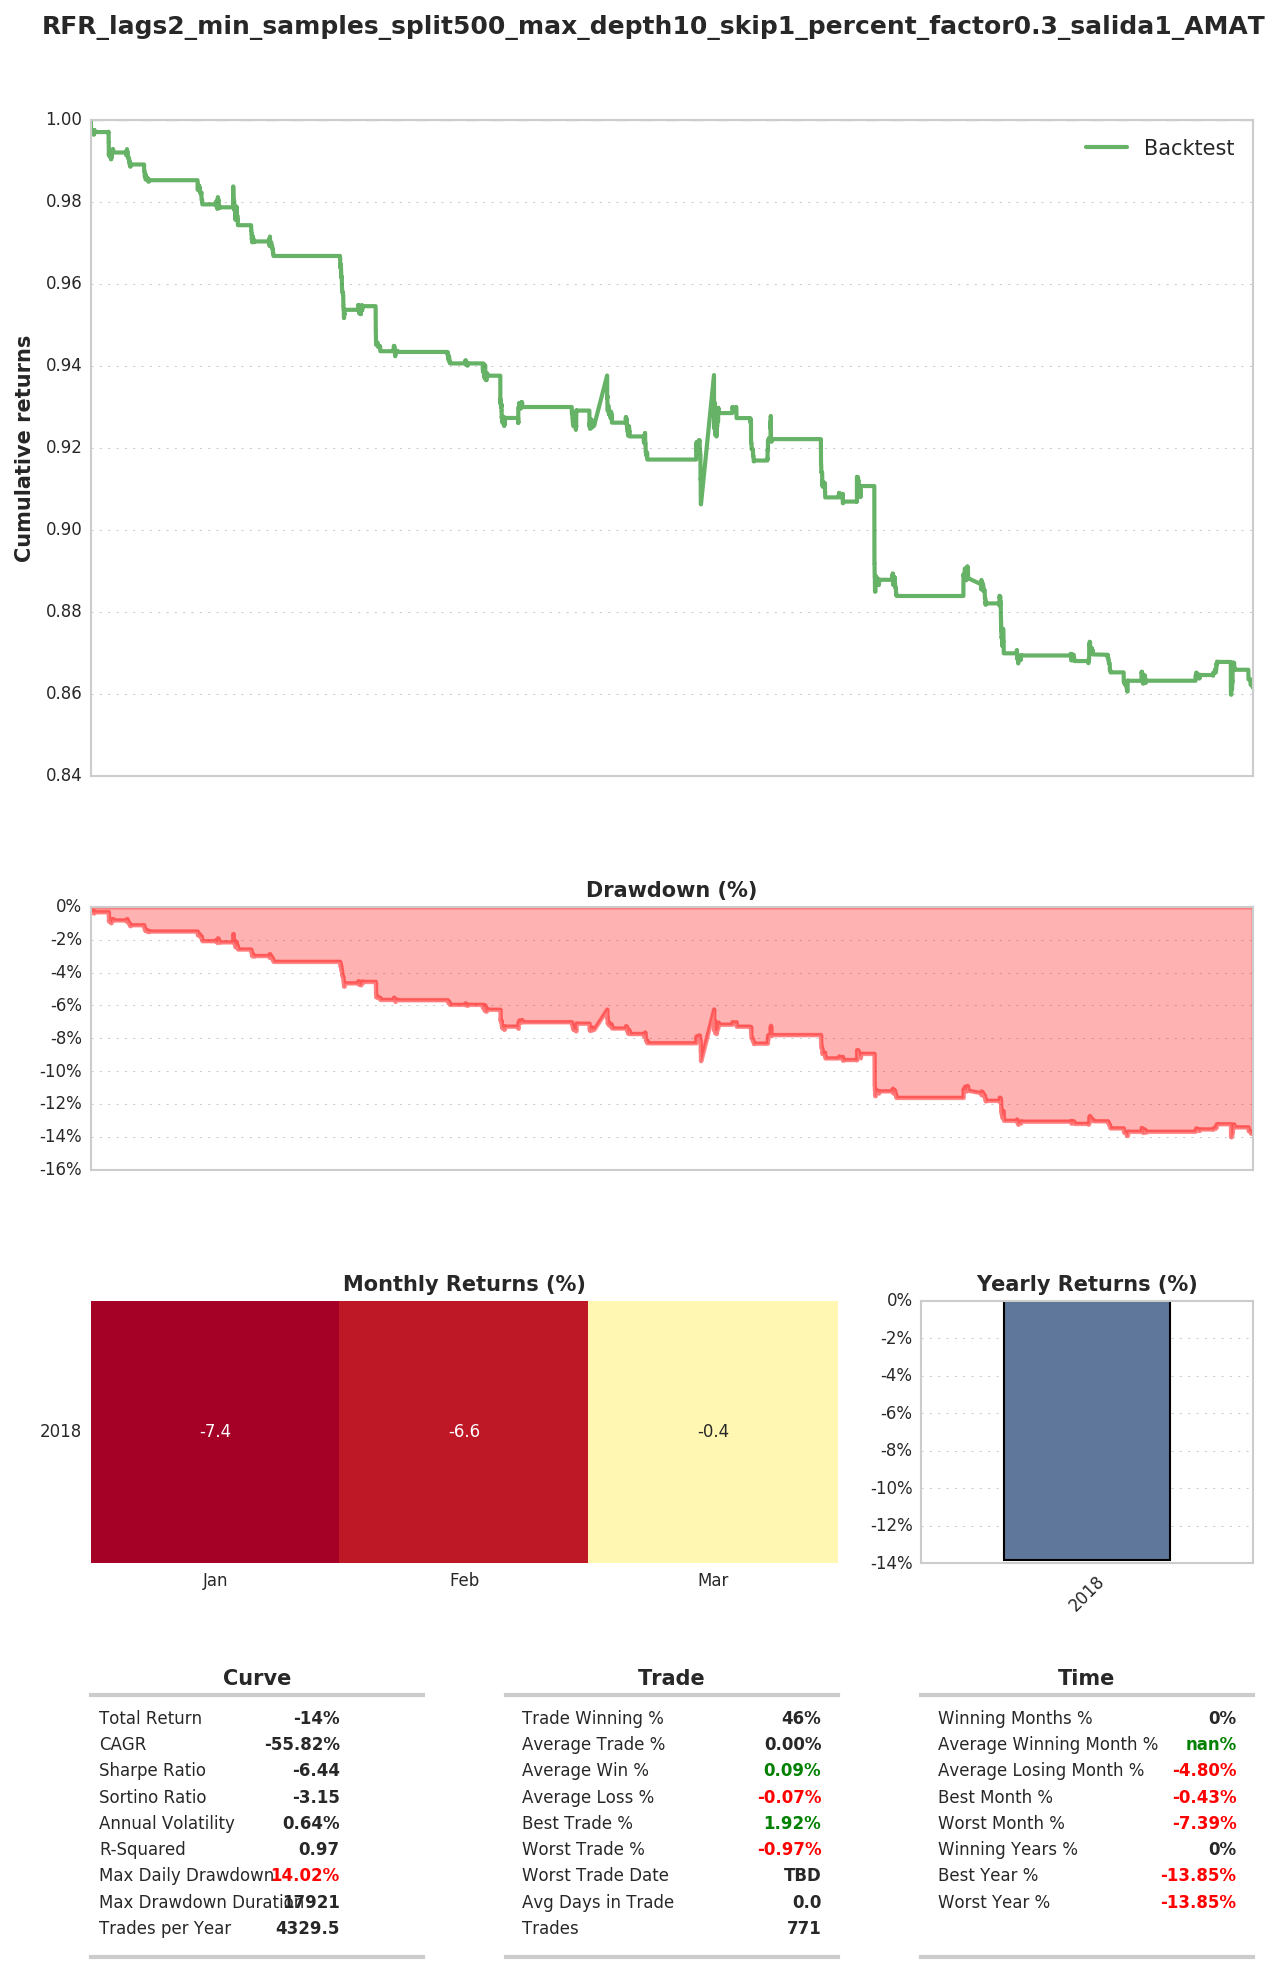 RFR_lags2_min_samples_split500_max_depth10_skip1_percent_factor0.3_salida1_AMAT
1.00
0.98
0.96
0.94
0.92
0.90
0.88
0.86
0.84
Cumulative returns
Backtest
Drawdown (%)
0%
-2%
-4%
-6%
-8%
-10%
-12%
-14%
-16%
Monthly Returns (%)
2018
-7.4
-6.6
-0.4
Jan
Feb
Mar
Yearly Returns (%)
0%
-2%
-4%
-6%
-8%
-10%
-12%
-14%
2018
Curve
Total Return -14%
CAGR -55.82%
Sharpe Ratio -6.44
Sortino Ratio -3.15
Annual Volatility 0.64%
R-Squared 0.97
Max Daily Drawdown 14.02%
Max Drawdown Duration 17921
Trades per Year 4329.5
Trade
Trade Winning % 46%
Average Trade % 0.00%
Average Win % 0.09%
Average Loss % -0.07%
Best Trade % 1.92%
Worst Trade % -0.97%
Worst Trade Date TBD
Avg Days in Trade 0.0
Trades 771
Time
Winning Months % 0%
Average Winning Month % nan%
Average Losing Month % -4.80%
Best Month % -0.43%
Worst Month % -7.39%
Winning Years % 0%
Best Year % -13.85%
Worst Year % -13.85%